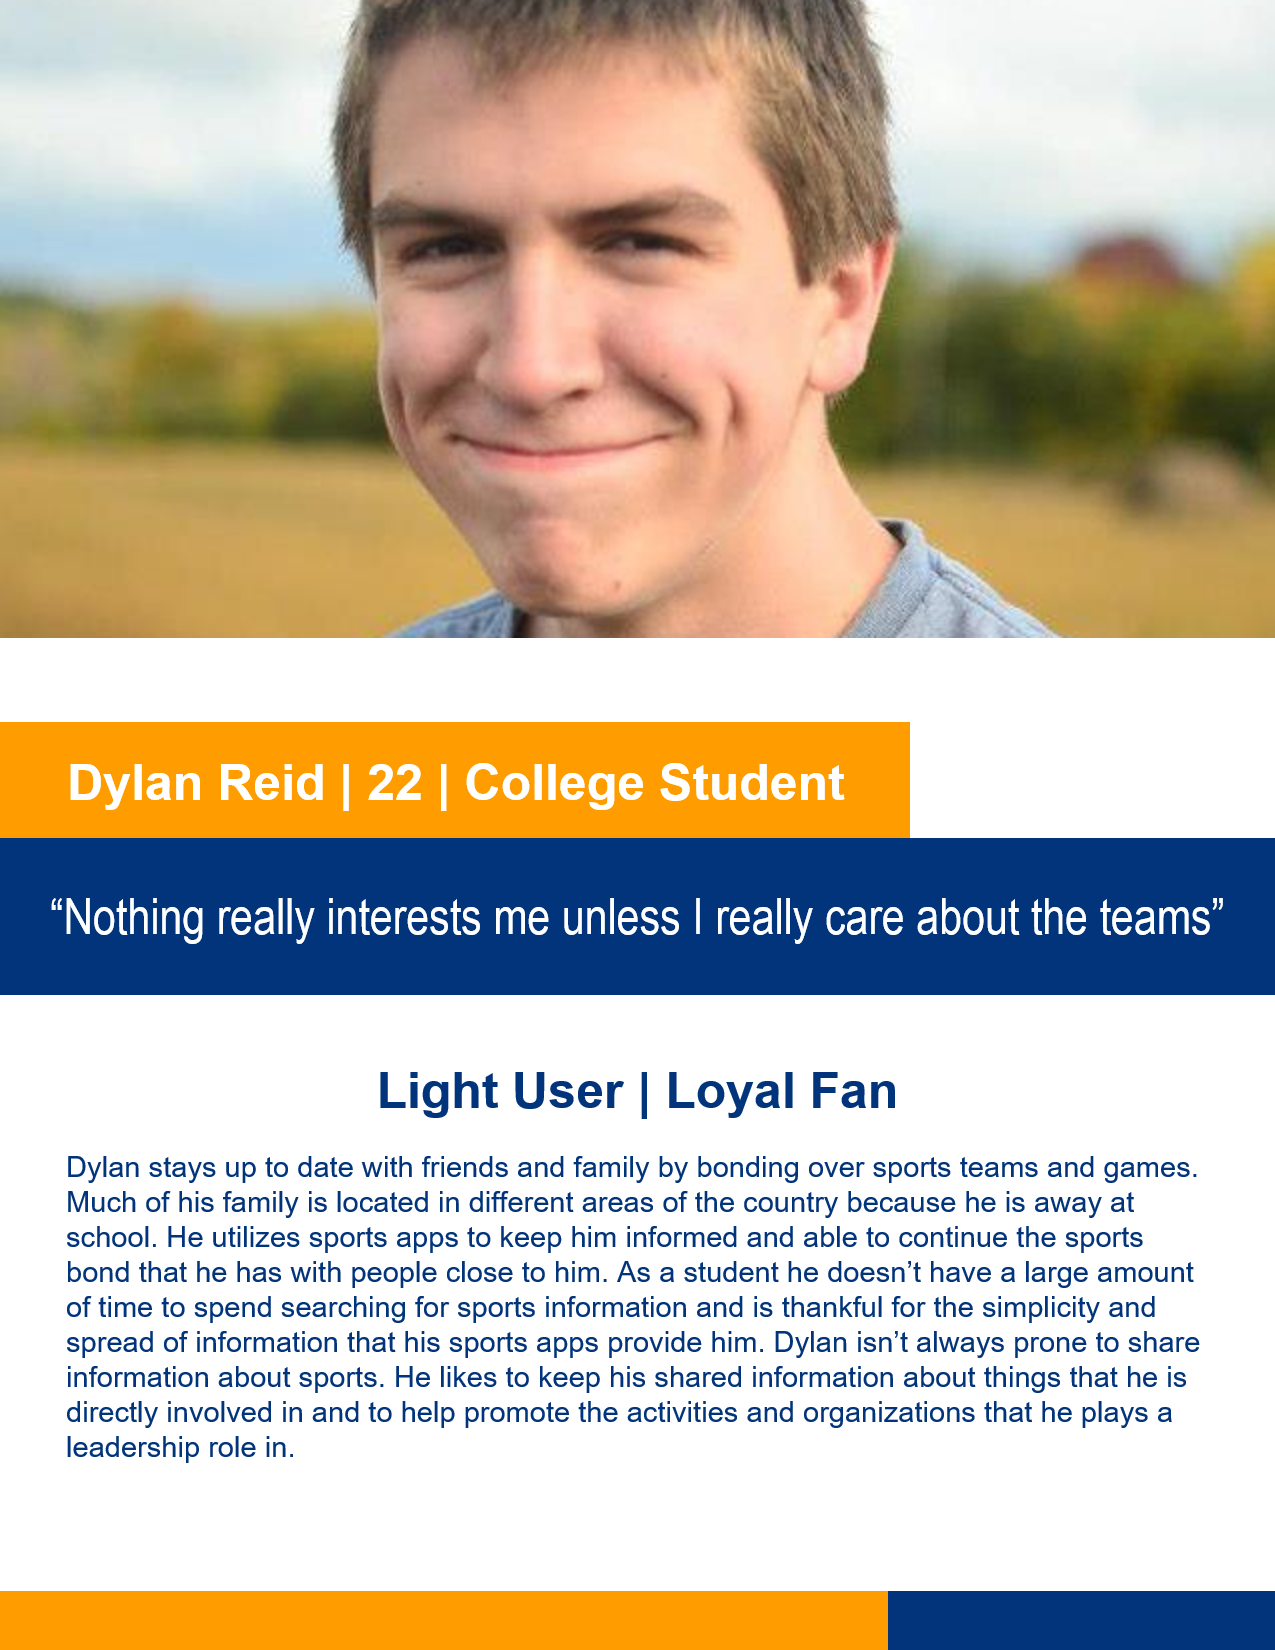 Dylan Reid | 22 | College Student
“Nothing really interests me unless I really care about the teams”
Light User | Loyal Fan
Dylan stays up to date with friends and family by bonding over sports teams and games.
Much of his family is located in different areas of the country because he is away at
school. He utilizes sports apps to keep him informed and able to continue the sports
bond that he has with people close to him. As a student he doesn’t have a large amount
of time to spend searching for sports information and is thankful for the simplicity and
spread of information that his sports apps provide him. Dylan isn’t always prone to share
information about sports. He likes to keep his shared information about things that he is
directly involved in and to help promote the activities and organizations that he plays a
leadership role in.